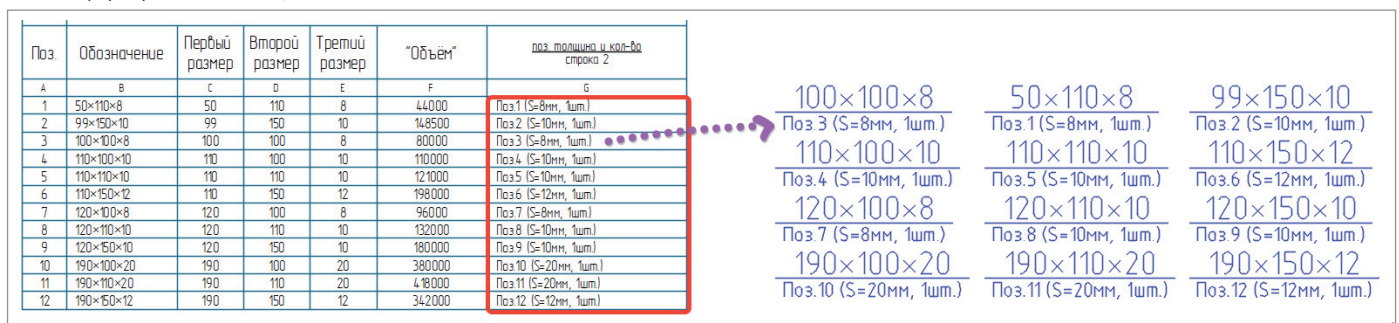 Поз.	Обозначение	Первый размер	Второй размер	Третий размер	"Объём"	поз. толщина и кол-во строка 2
A	B	C	D	E	F	G
1	50×110×8	50	110	8	44000	Поз.1 (S=8мм, 1шт.)
2	99×150×10	99	150	10	148500	Поз.2 (S=10мм, 1шт.)
3	100×100×8	100	100	8	80000	Поз.3 (S=8мм, 1шт.)
4	110×100×10	110	100	10	110000	Поз.4 (S=10мм, 1шт.)
5	110×110×10	110	110	10	121000	Поз.5 (S=10мм, 1шт.)
6	110×150×12	110	150	12	198000	Поз.6 (S=12мм, 1шт.)
7	120×100×8	120	100	8	96000	Поз.7 (S=8мм, 1шт.)
8	120×110×10	120	110	10	132000	Поз.8 (S=10мм, 1шт.)
9	120×150×10	120	150	10	180000	Поз.9 (S=10мм, 1шт.)
10	190×100×20	190	100	20	380000	Поз.10 (S=20мм, 1шт.)
11	190×110×20	190	110	20	418000	Поз.11 (S=20мм, 1шт.)
12	190×150×12	190	150	12	342000	Поз.12 (S=12мм, 1шт.)
100×100×8	50×110×8	99×150×10
Поз.3 (S=8мм, 1шт.)	Поз.1 (S=8мм, 1шт.)	Поз.2 (S=10мм, 1шт.)
110×100×10	110×110×10	110×150×12
Поз.4 (S=10мм, 1шт.)	Поз.5 (S=10мм, 1шт.)	Поз.6 (S=12мм, 1шт.)
120×100×8	120×110×10	120×150×10
Поз.7 (S=8мм, 1шт.)	Поз.8 (S=10мм, 1шт.)	Поз.9 (S=10мм, 1шт.)
190×100×20	190×110×20	190×150×12
Поз.10 (S=20мм, 1шт.)	Поз.11 (S=20мм, 1шт.)	Поз.12 (S=12мм, 1шт.)